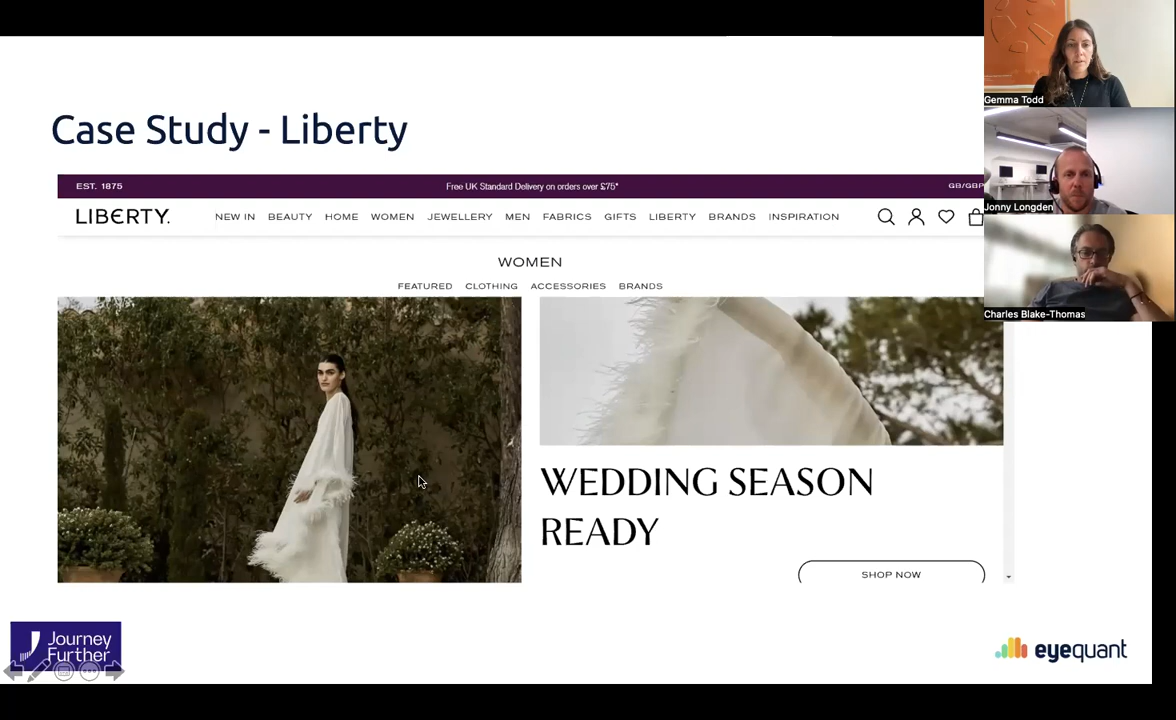 Case Study - Liberty
EST. 1875
Free UK Standard Delivery on orders over £75*
GB/GBP
LIBERTY.
NEW IN BEAUTY HOME WOMEN JEWELLERY MEN FABRICS GIFTS LIBERTY BRANDS INSPIRATION
WOMEN
FEATURED CLOTHING ACCESSORIES BRANDS
WEDDING SEASON
READY
SHOP NOW
Gemma Todd
Jonny Longden
Charles Blake-Thomas
Journey
Further
eyequant